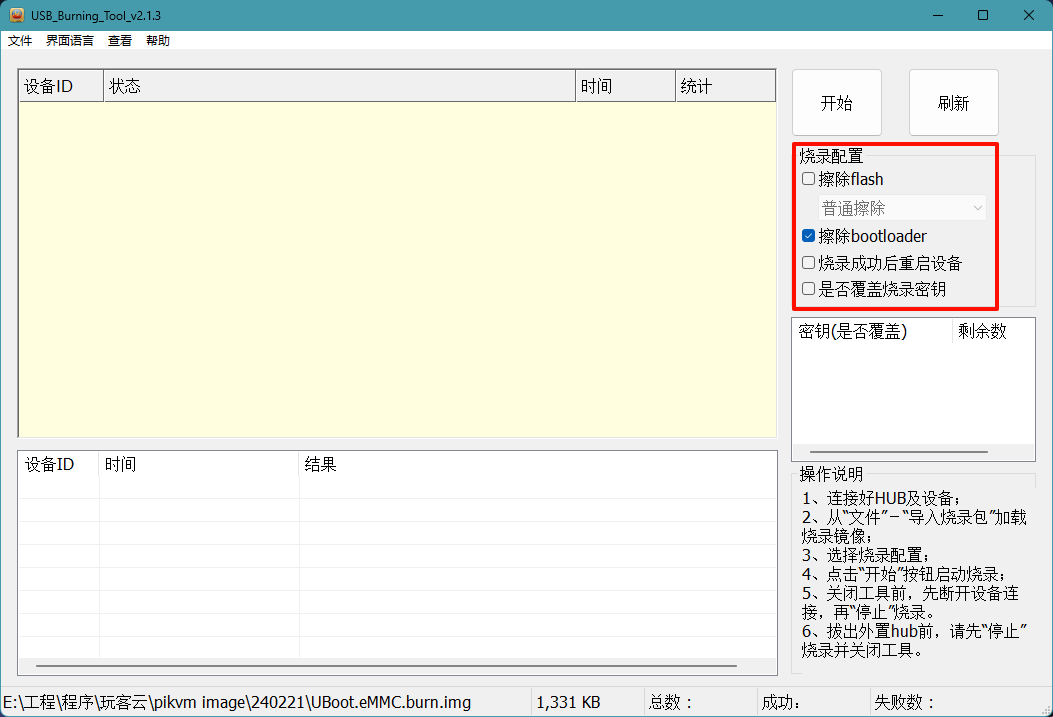 USB_Burning_Tool_v2.1.3
文件 界面语言 查看 帮助
设备ID 状态 时间 统计
开始 刷新
烧录配置
擦除flash
普通擦除
擦除bootloader
烧录成功后重启设备
是否覆盖烧录密钥
密钥(是否覆盖) 剩余数
设备ID 时间 结果
操作说明
1、连接好HUB及设备;
2、从“文件”－“导入烧录包”加载
烧录镜像;
3、选择烧录配置;
4、点击“开始”按钮启动烧录;
5、关闭工具前，先断开设备连
接，再“停止”烧录。
6、拔出外置hub前，请先“停止”
烧录并关闭工具。
E:\工程\程序\玩客云\pikvm image\240221\UBoot.eMMC.burn.img 1,331 KB 总数： 成功： 失败数：